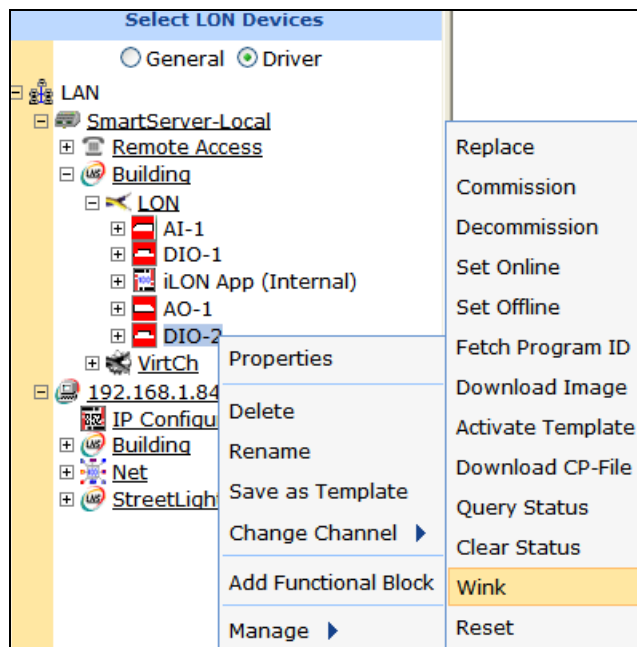 Select LON Devices
General Driver
LAN
SmartServer-Local
Remote Access
Building
LON
AI-1
DIO-1
iLON App (Internal)
AO-1
DIO-2
VirtCh
192.168.1.84
IP Configu
Building
Net
StreetLigh
Properties
Delete
Rename
Save as Template
Change Channel
Add Functional Block
Manage
Replace
Commission
Decommission
Set Online
Set Offline
Fetch Program ID
Download Image
Activate Template
Download CP-File
Query Status
Clear Status
Wink
Reset